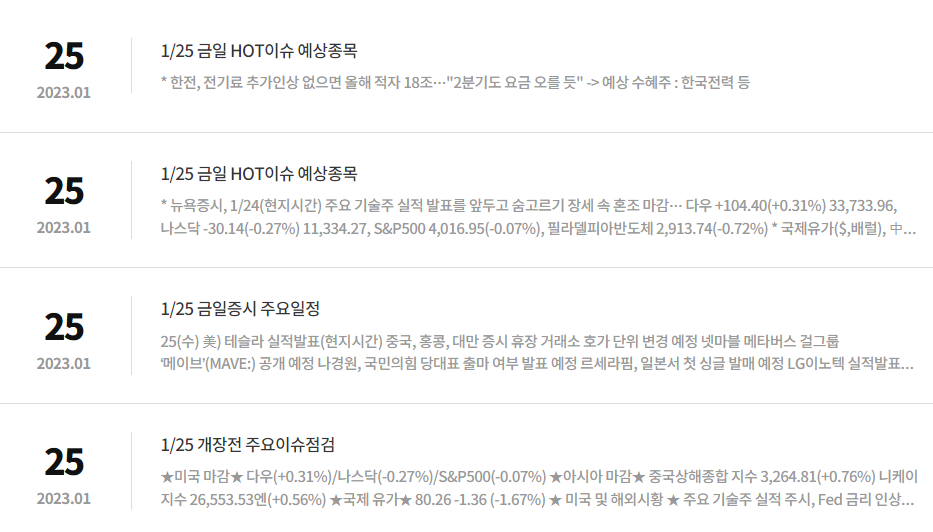 25
2023.01
1/25 금일 HOT이슈 예상종목
* 한전, 전기료 추가인상 없으면 올해 적자 18조…"2분기도 요금 오를 듯" -> 예상 수혜주 : 한국전력 등
25
2023.01
1/25 금일 HOT이슈 예상종목
* 뉴욕증시, 1/24(현지시간) 주요 기술주 실적 발표를 앞두고 숨고르기 장세 속 혼조 마감… 다우 +104.40(+0.31%) 33,733.96,
나스닥 -30.14(-0.27%) 11,334.27, S&P500 4,016.95(-0.07%), 필라델피아반도체 2,913.74(-0.72%) * 국제유가($,배럴), 中...
25
2023.01
1/25 금일증시 주요일정
25(수) 美) 테슬라 실적발표(현지시간) 중국, 홍콩, 대만 증시 휴장 거래소 호가 단위 변경 예정 넷마블 메타버스 걸그룹
'메이브'(MAVE:) 공개 예정 나경원, 국민의힘 당대표 출마 여부 발표 예정 르세라핌, 일본서 첫 싱글 발매 예정 LG이노텍 실적발표...
25
2023.01
1/25 개장전 주요이슈점검
★미국 마감★ 다우(+0.31%)/나스닥(-0.27%)/S&P500(-0.07%) ★아시아 마감★ 중국상해종합 지수 3,264.81(+0.76%) 니케이
지수 26,553.53엔(+0.56%) ★국제 유가★ 80.26 -1.36 (-1.67%) ★ 미국 및 해외시황 ★ 주요 기술주 실적 주시, Fed 금리 인상...